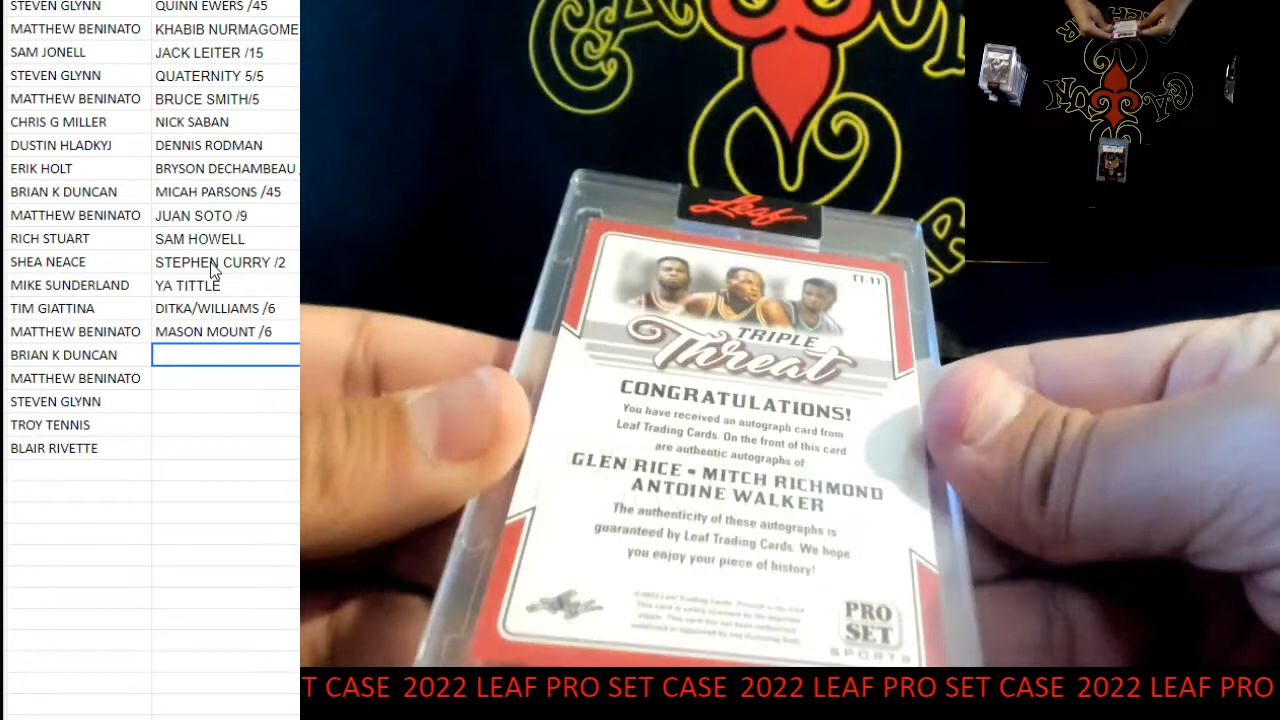 STEVEN GLYNN QUINN EWERS /45
MATTHEW BENINATO KHABIB NURMAGOME
SAM JONELL JACK LEITER /15
STEVEN GLYNN QUATERNITY 5/5
MATTHEW BENINATO BRUCE SMITH/5
CHRIS G MILLER NICK SABAN
DUSTIN HLADKYJ DENNIS RODMAN
ERIK HOLT BRYSON DECHAMBEAU
BRIAN K DUNCAN MICAH PARSONS /45
MATTHEW BENINATO JUAN SOTO /9
RICH STUART SAM HOWELL
SHEA NEACE STEPHEN CURRY /2
MIKE SUNDERLAND YA TITTLE
TIM GIATTINA DITKA/WILLIAMS /6
MATTHEW BENINATO MASON MOUNT /6
BRIAN K DUNCAN
MATTHEW BENINATO
STEVEN GLYNN
TROY TENNIS
BLAIR RIVETTE
Leaf
TT-11
TRIPLE
Threat
CONGRATULATIONS!
You have received an autograph card from
Leaf Trading Cards. On the front of this card
are authentic autographs of:
GLEN RICE • MITCH RICHMOND
ANTOINE WALKER
The authenticity of these autographs is
guaranteed by Leaf Trading Cards. We hope
you enjoy your piece of history!
Leaf
PRO
SET
SPORTS
T CASE 2022 LEAF PRO SET CASE 2022 LEAF PRO SET CASE 2022 LEAF PRO